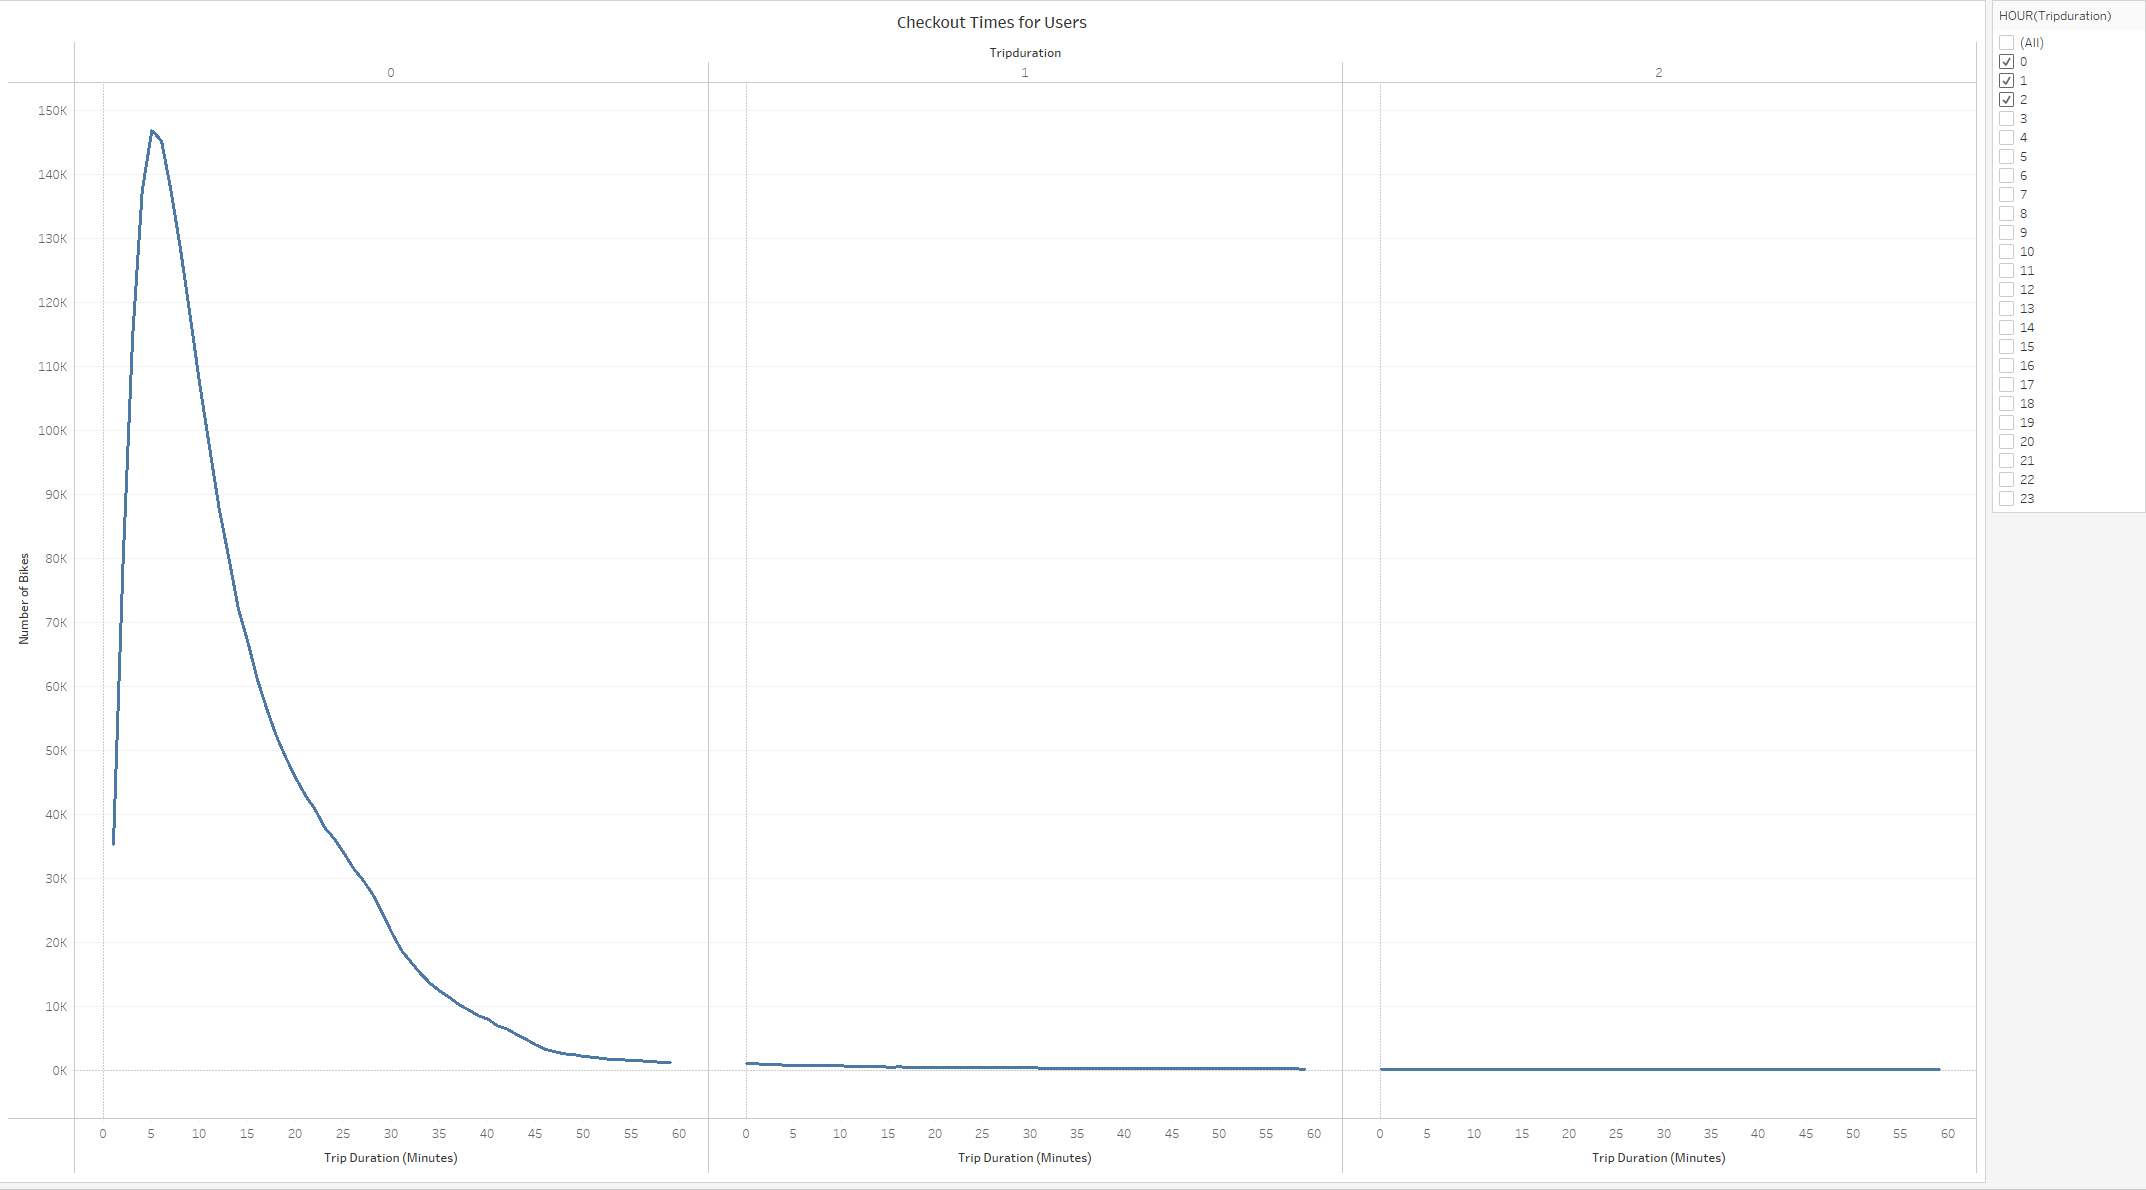 Checkout Times for Users
Tripduration
0 1 2
150K
140K
130K
120K
110K
100K
90K
80K
70K
60K
50K
40K
30K
20K
10K
0K
Number of Bikes
0 5 10 15 20 25 30 35 40 45 50 55 60
Trip Duration (Minutes)
0 5 10 15 20 25 30 35 40 45 50 55 60
Trip Duration (Minutes)
0 5 10 15 20 25 30 35 40 45 50 55 60
Trip Duration (Minutes)
HOUR(Tripduration)
(All)
0
1
2
3
4
5
6
7
8
9
10
11
12
13
14
15
16
17
18
19
20
21
22
23